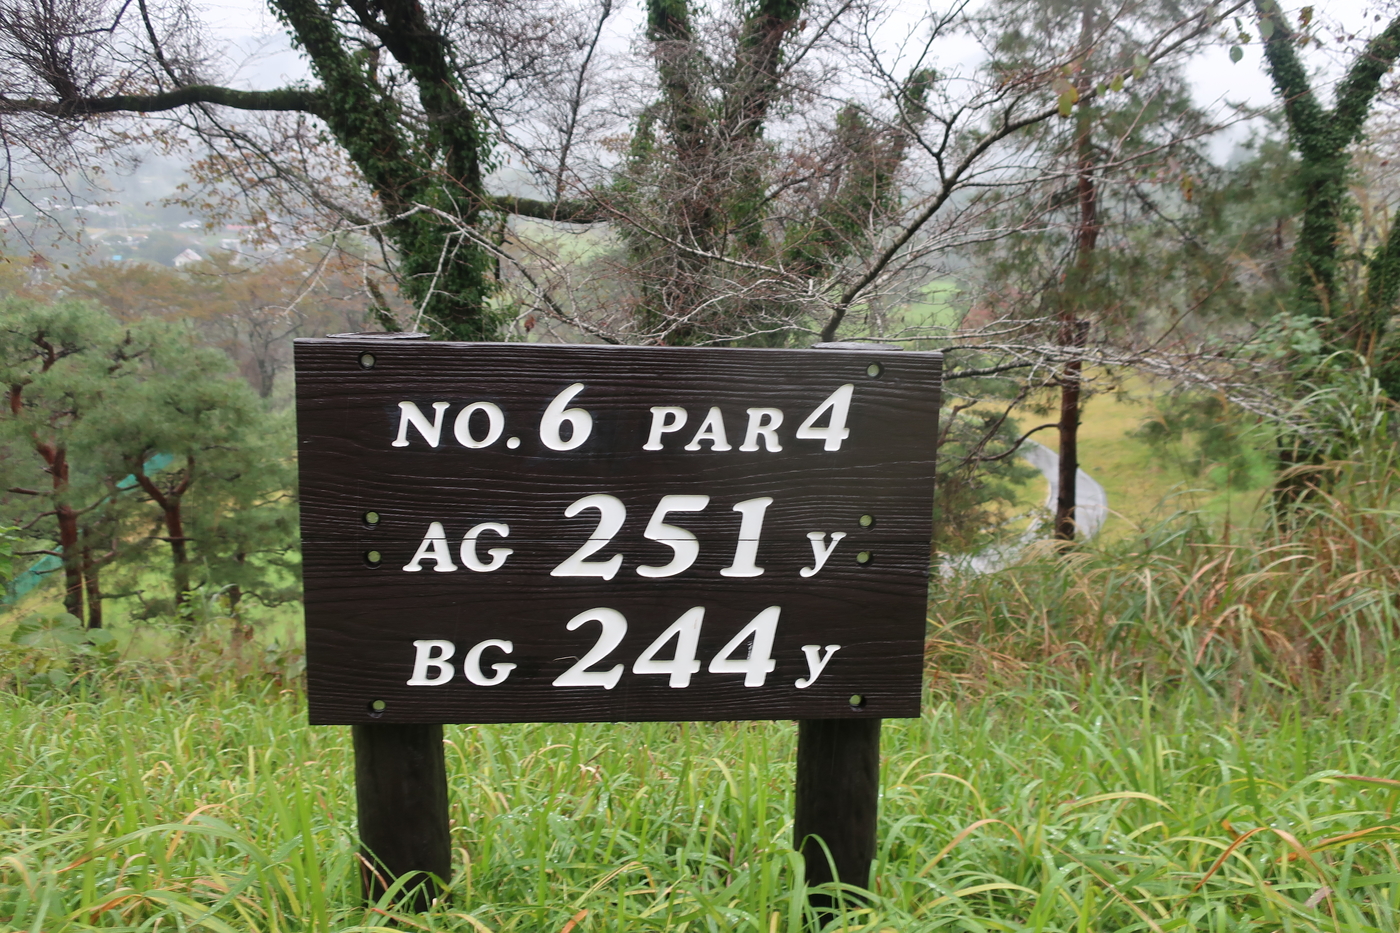 NO. 6 PAR 4
AG 251 y
BG 244 y